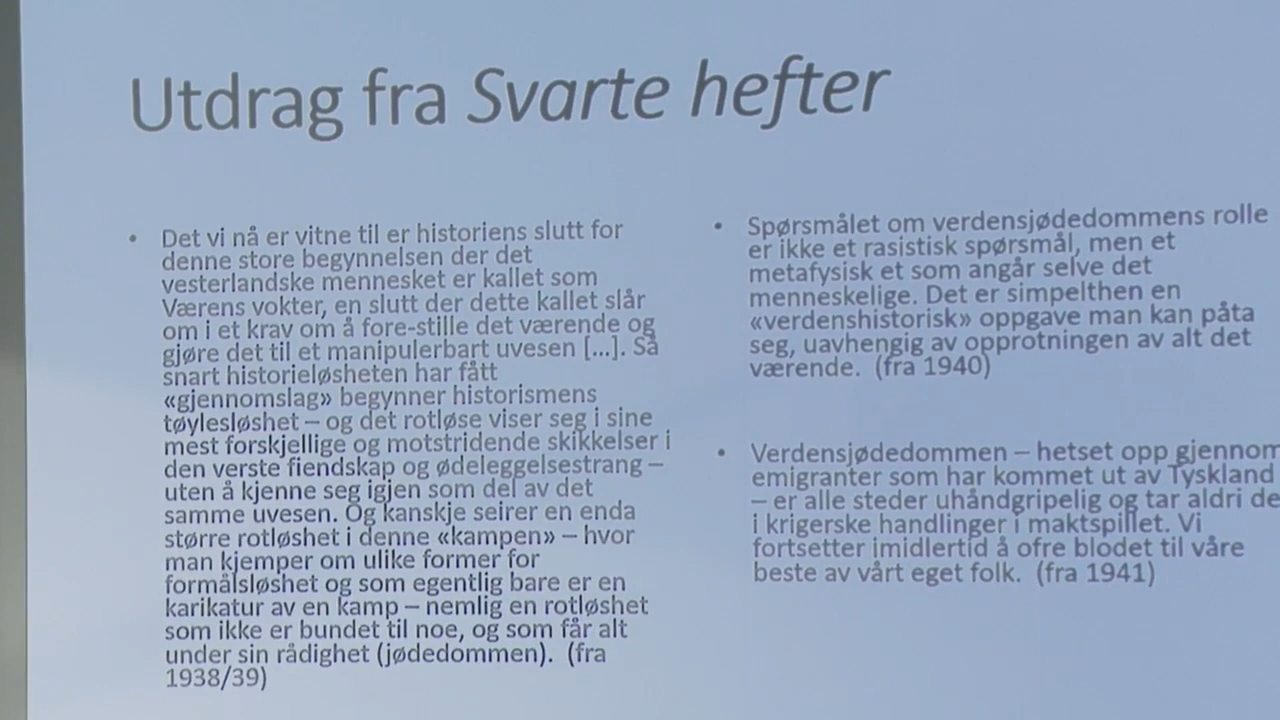 Utdrag fra Svarte hefter
• Det vi nå er vitne til er historiens slutt for
denne store begynnelsen der det
vesterlandske mennesket er kallet som
Værens vokter, en slutt der dette kallet slår
om i et krav om å fore-stille det værende og
gjøre det til et manipulerbart uvesen [...]. Så
snart historieløsheten har fått
«gjennomslag» begynner historismens
tøylesløshet – og det rotløse viser seg i sine
mest forskjellige og motstridende skikkelser i
den verste fiendskap og ødeleggelsestrang –
uten å kjenne seg igjen som del av det
samme uvesen. Og kanskje seirer en enda
større rotløshet i denne «kampen» – hvor
man kjemper om ulike former for
formålsløshet og som egentlig bare er en
karikatur av en kamp – nemlig en rotløshet
som ikke er bundet til noe, og som får alt
under sin rådighet (jødedommen). (fra
1938/39)
• Spørsmålet om verdensjødedommens rolle
er ikke et rasistisk spørsmål, men et
metafysisk et som angår selve det
menneskelige. Det er simpelthen en
«verdenshistorisk» oppgave man kan påta
seg, uavhengig av opprotningen av alt det
værende. (fra 1940)
• Verdensjødedommen – hetset opp gjennom
emigranter som har kommet ut av Tyskland
– er alle steder uhåndgripelig og tar aldri de
i krigerske handlinger i maktspillet. Vi
fortsetter imidlertid å ofre blodet til våre
beste av vårt eget folk. (fra 1941)